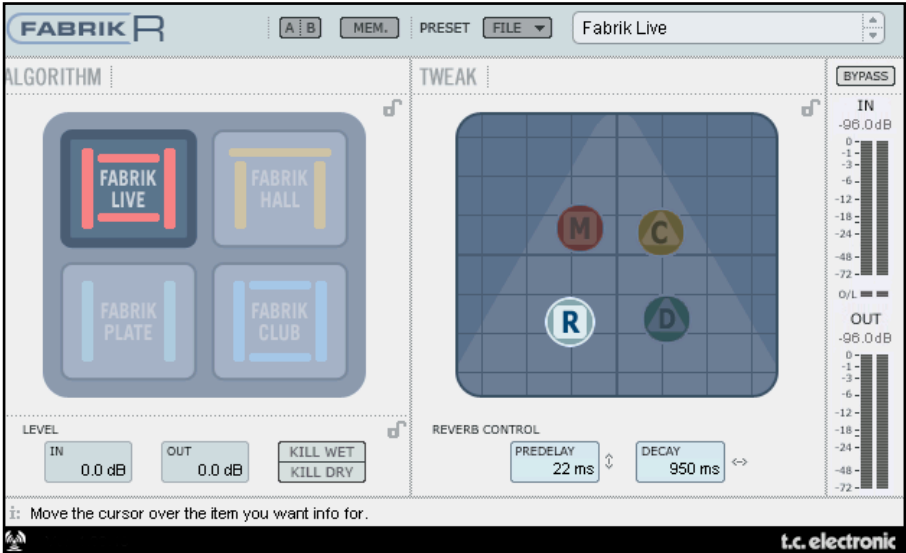 FABRIK R
A B
MEM.
PRESET
FILE
Fabrik Live
ALGORITHM
TWEAK
BYPASS
FABRIK
LIVE
FABRIK
HALL
FABRIK
PLATE
FABRIK
CLUB
M
C
R
D
IN
-96.0dB
0
-1
-3
-6
-12
-18
-24
-48
-72
O/L
OUT
-96.0dB
0
-1
-3
-6
-12
-18
-24
-48
-72
LEVEL
IN
0.0 dB
OUT
0.0 dB
KILL WET
KILL DRY
REVERB CONTROL
PREDELAY
22 ms
DECAY
950 ms
i: Move the cursor over the item you want info for.
t.c. electronic